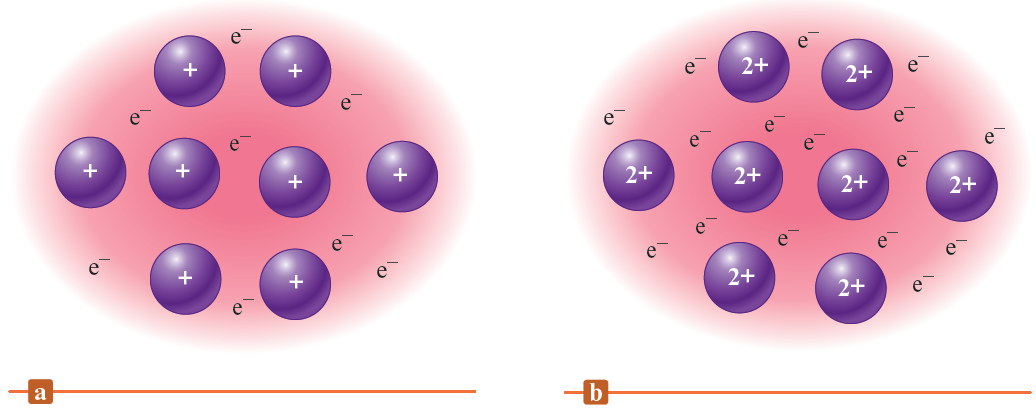 e⁻
+ +
e⁻
e⁻
e⁻
+ + + +
e⁻
e⁻ e⁻
+ +
e⁻
a
e⁻
e⁻ 2+ 2+ e⁻
e⁻ e⁻
e⁻
e⁻ e⁻ e⁻
e⁻
2+ 2+ 2+ 2+
e⁻
e⁻ e⁻
e⁻ e⁻
2+ 2+ e⁻
b